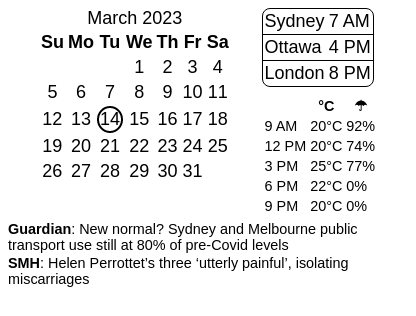 March 2023
Su Mo Tu We Th Fr Sa
1 2 3 4
5 6 7 8 9 10 11
12 13 14 15 16 17 18
19 20 21 22 23 24 25
26 27 28 29 30 31
Sydney 7 AM
Ottawa 4 PM
London 8 PM
°C ☂
9 AM 20°C 92%
12 PM 20°C 74%
3 PM 25°C 77%
6 PM 22°C 0%
9 PM 20°C 0%
Guardian: New normal? Sydney and Melbourne public
transport use still at 80% of pre-Covid levels
SMH: Helen Perrottet's three ‘utterly painful’, isolating
miscarriages